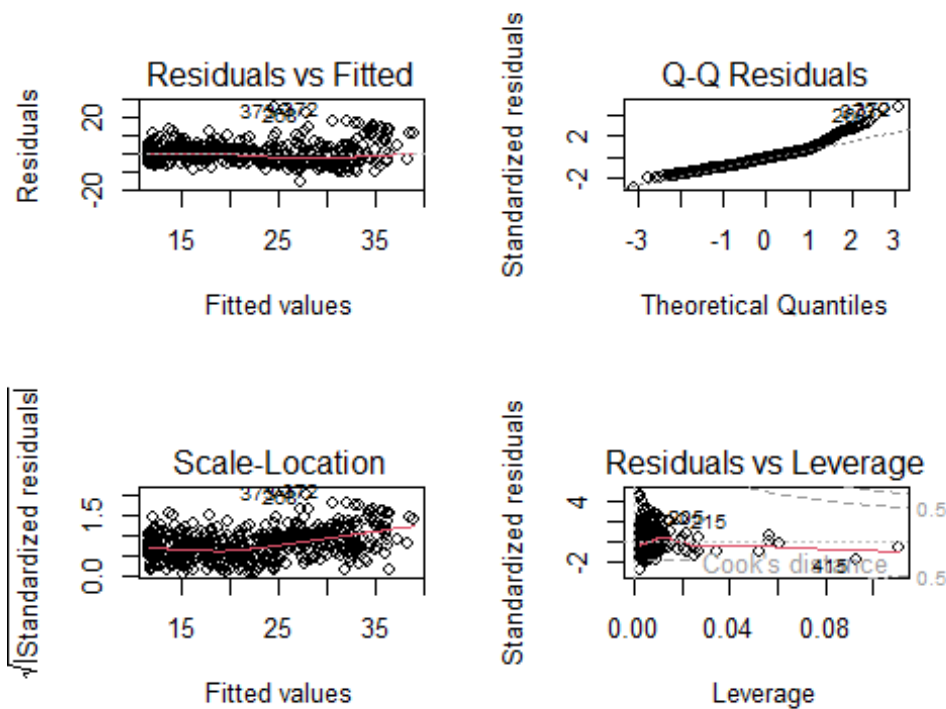 Residuals vs Fitted
Residuals
20
-20
372
15
25
35
Fitted values
Q-Q Residuals
Standardized residuals
2
-2
372
-3
-1
0
1
2
3
Theoretical Quantiles
Scale-Location
√|Standardized residuals|
1.5
0.0
372
15
25
35
Fitted values
Residuals vs Leverage
Standardized residuals
4
-2
215
Cook's distance
415
0.5
0.5
0.00
0.04
0.08
Leverage